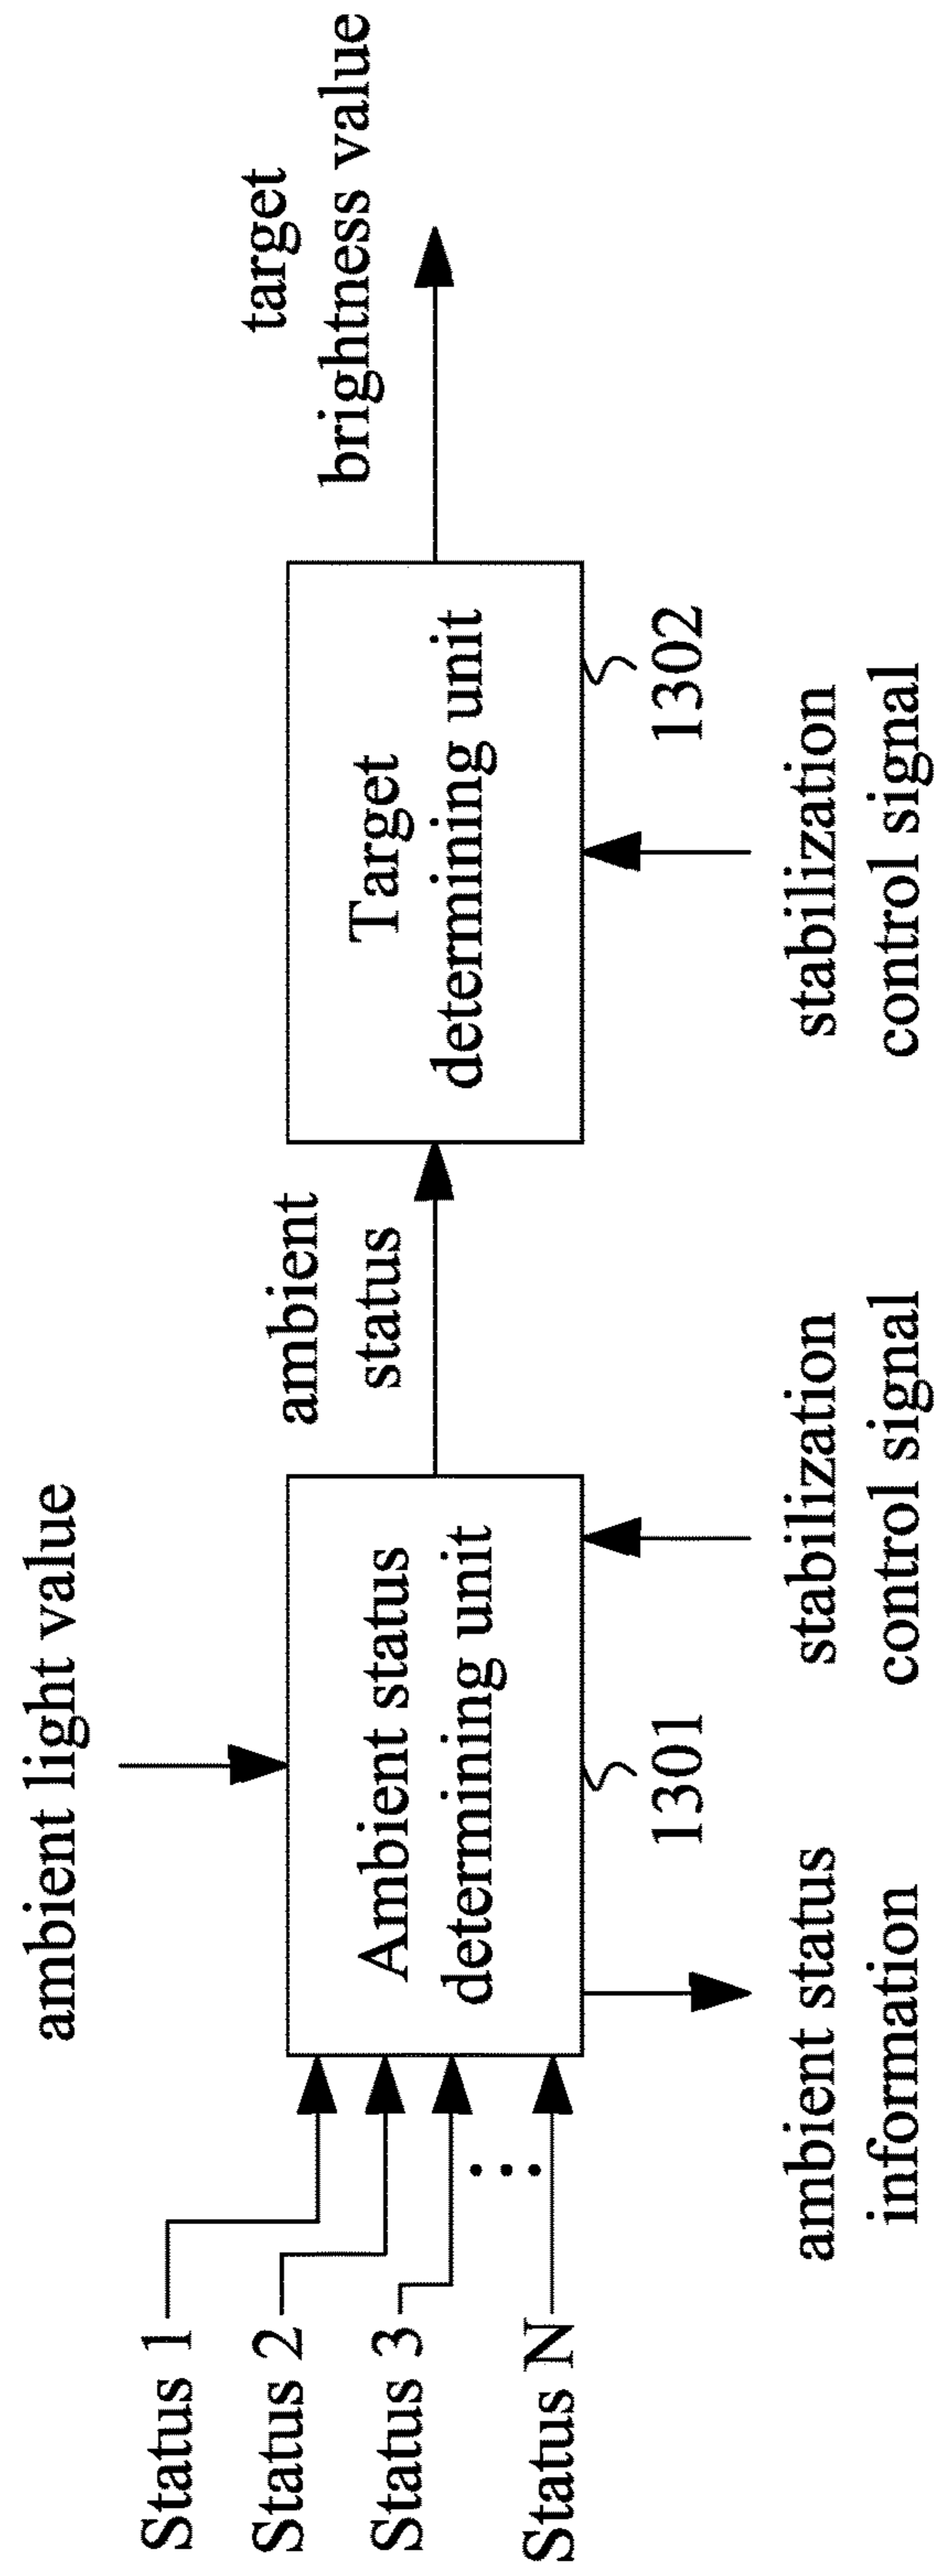 ambient light value
Status 1
Status 2
Status 3
Status N
Ambient status
determining unit
1301
ambient status
information
stabilization
control signal
ambient
status
Target
determining unit
1302
stabilization
control signal
target
brightness value